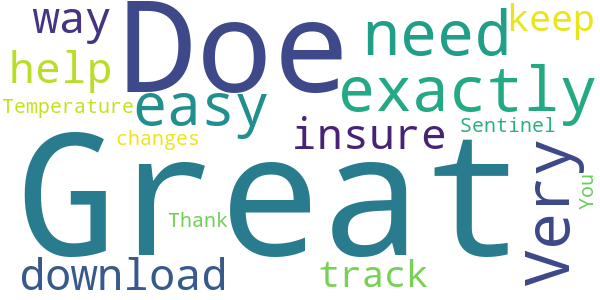 way
Doe
need
keep
help
exactly
Temperature
easy
insure
Sentinel
changes
Great
Very
You
Thank
download
track